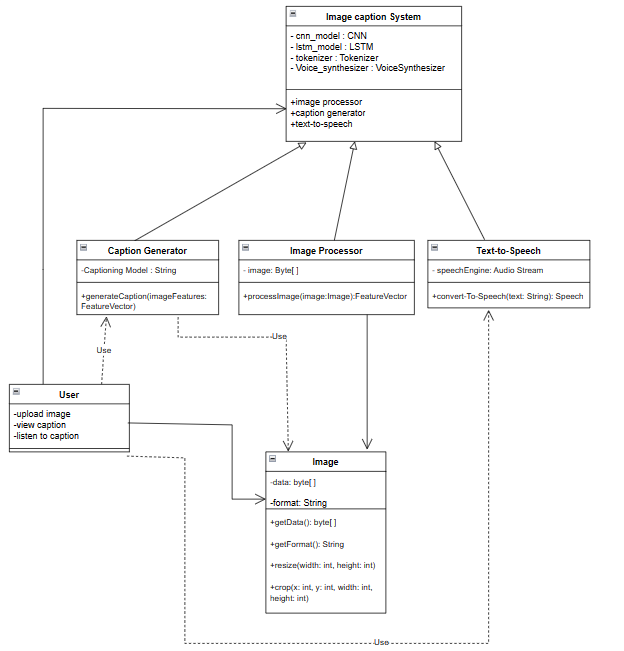 Image caption System
- cnn_model : CNN
- lstm_model : LSTM
- tokenizer : Tokenizer
- Voice_synthesizer : VoiceSynthesizer
+image processor
+caption generator
+text-to-speech
Caption Generator
-Captioning Model : String
+generateCaption(imageFeatures:
FeatureVector)
Image Processor
- image: Byte[ ]
+processImage(image:Image):FeatureVector
Text-to-Speech
- speechEngine: Audio Stream
+convert-To-Speech(text: String): Speech
Use
Use
User
-upload image
-view caption
-listen to caption
Image
-data: byte[ ]
-format: String
+getData(): byte[ ]
+getFormat(): String
+resize(width: int, height: int)
+crop(x: int, y: int, width: int,
height: int)
Use